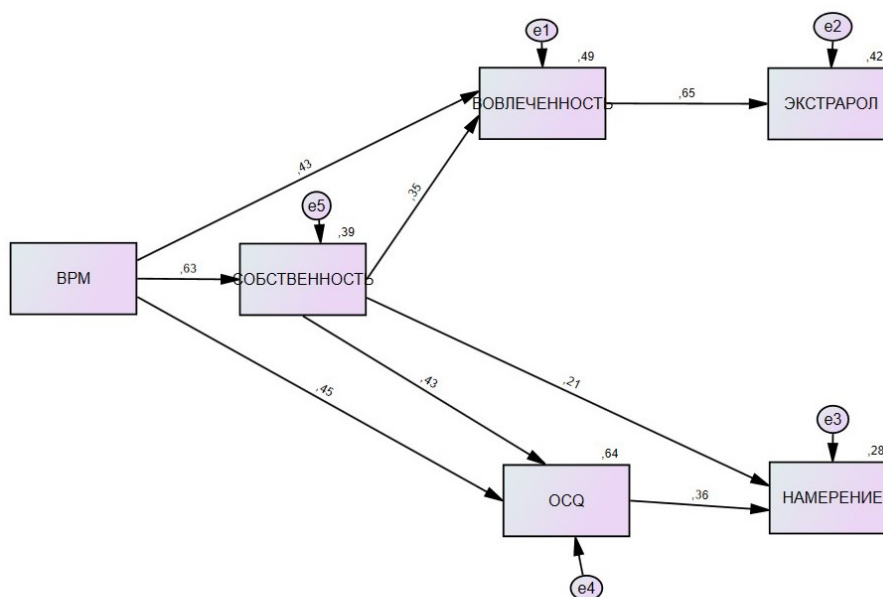 e1
e2
,49
,42
ВОВЛЕЧЕННОСТЬ
,65
ЭКСТРАРОЛ
,43
,35
e5
,39
ВРМ
,63
СОБСТВЕННОСТЬ
,45
,43
,21
e3
,64
,28
OCQ
,36
НАМЕРЕНИЕ
e4